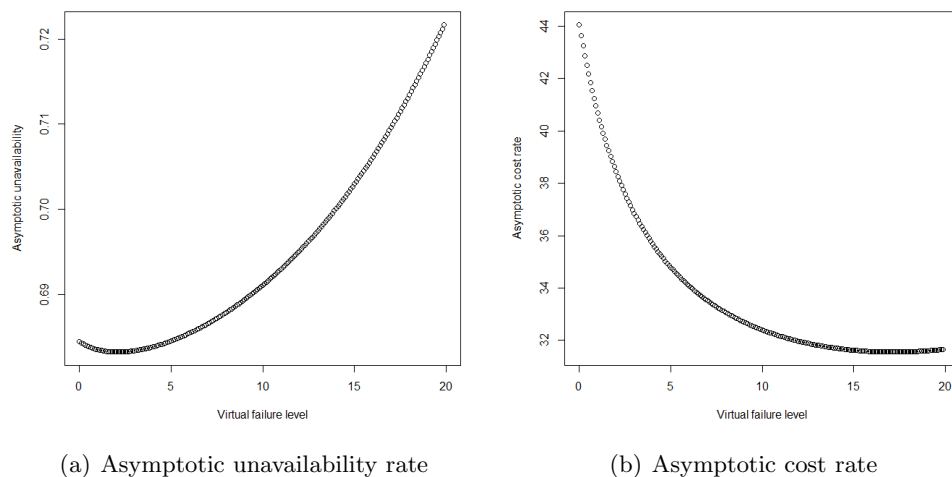 0.72
0.71
0.70
0.69
Asymptotic unavailability
0 5 10 15 20
Virtual failure level
(a) Asymptotic unavailability rate
44
42
40
38
36
34
32
Asymptotic cost rate
0 5 10 15 20
Virtual failure level
(b) Asymptotic cost rate